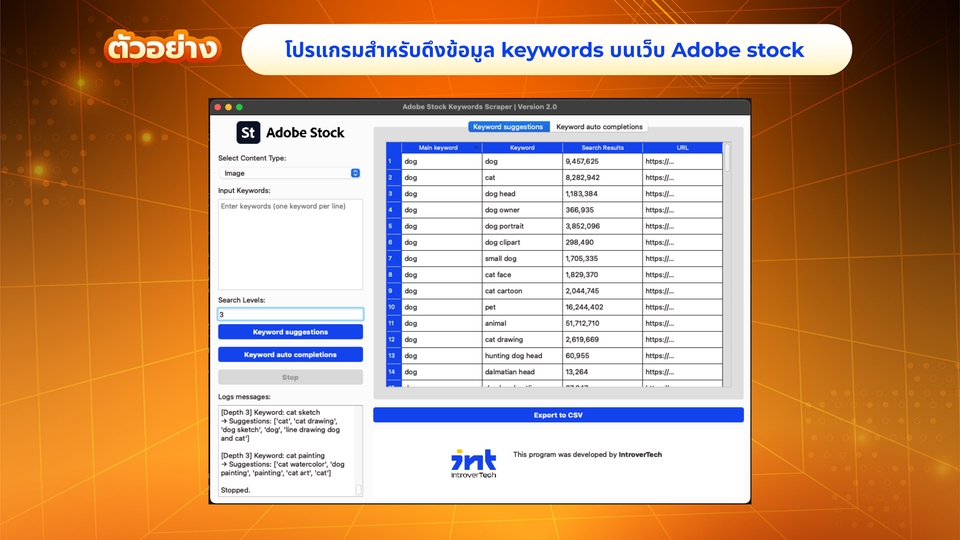 ตัวอย่าง
โปรแกรมสำหรับดึงข้อมูล keywords บนเว็บ Adobe stock
Adobe Stock Keywords Scraper | Version 2.0
St Adobe Stock
Select Content Type:
Image
Input Keywords:
Enter keywords (one keyword per line)
Search Levels:
3
Keyword suggestions
Keyword auto completions
Stop
Logs messages:
[Depth 3] Keyword: cat sketch
→ Suggestions: ['cat', 'cat drawing',
'dog sketch', 'dog', 'line drawing dog
and cat']
[Depth 3] Keyword: cat painting
→ Suggestions: ['cat watercolor', 'dog
painting', 'painting', 'cat art', 'cat']
Stopped.
Keyword suggestions Keyword auto completions
Main keyword Keyword Search Results URL
1 dog dog 9,457,625 https://...
2 dog cat 8,282,942 https://...
3 dog dog head 1,183,384 https://...
4 dog dog owner 366,935 https://...
5 dog dog portrait 3,852,096 https://...
6 dog dog clipart 298,490 https://...
7 dog small dog 1,705,335 https://...
8 dog cat face 1,829,370 https://...
9 dog cat cartoon 2,044,745 https://...
10 dog pet 16,244,402 https://...
11 dog animal 51,712,710 https://...
12 dog cat drawing 2,619,669 https://...
13 dog hunting dog head 60,955 https://...
14 dog dalmatian head 13,264 https://...
Export to CSV
int
IntroverTech
This program was developed by IntroverTech